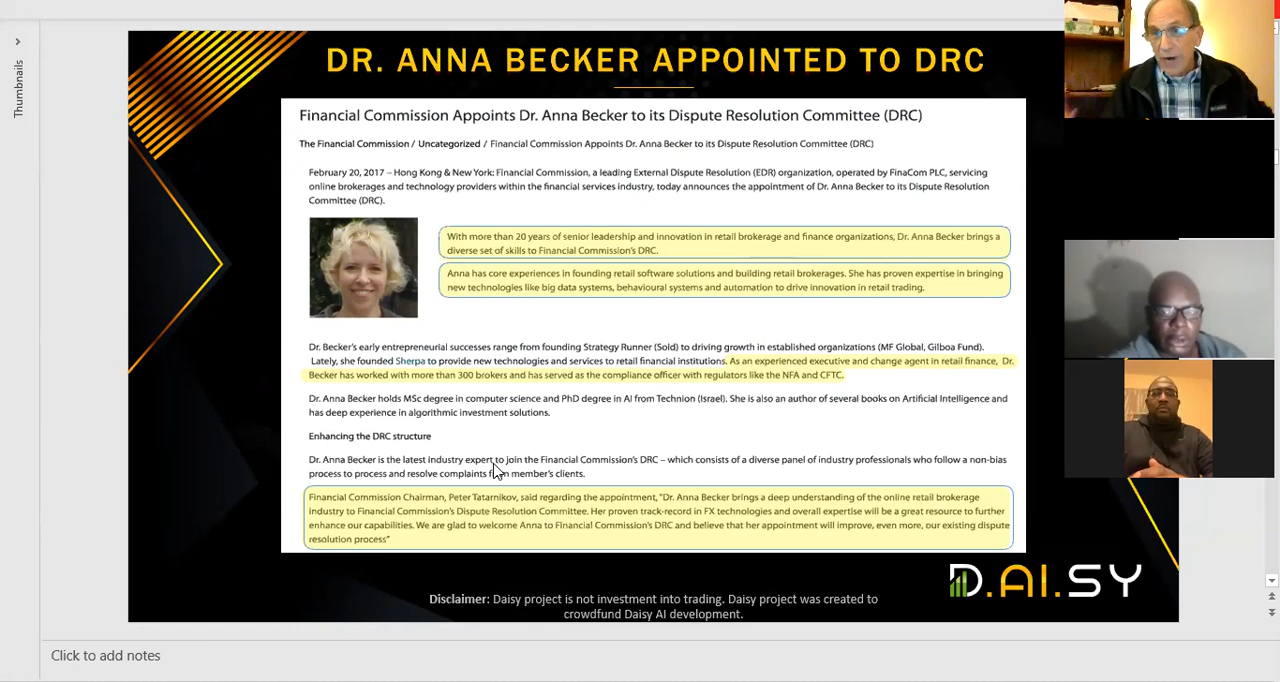 Thumbnails
DR. ANNA BECKER APPOINTED TO DRC
Financial Commission Appoints Dr. Anna Becker to its Dispute Resolution Committee (DRC)
The Financial Commission / Uncategorized / Financial Commission Appoints Dr. Anna Becker to its Dispute Resolution Committee (DRC)
February 20, 2017 – Hong Kong & New York: Financial Commission, a leading External Dispute Resolution (EDR) organization, operated by FinaCom PLC, servicing
online brokerages and technology providers within the financial services industry, today announces the appointment of Dr. Anna Becker to its Dispute Resolution
Committee (DRC).
With more than 20 years of senior leadership and innovation in retail brokerage and finance organizations, Dr. Anna Becker brings a
diverse set of skills to Financial Commission's DRC.
Anna has core experiences in founding retail software solutions and building retail brokerages. She has proven expertise in bringing
new technologies like big data systems, behavioural systems and automation to drive innovation in retail trading.
Dr. Becker's early entrepreneurial successes range from founding Strategy Runner (Sold) to driving growth in established organizations (MF Global, Gilboa Fund).
Lately, she founded Sherpa to provide new technologies and services to retail financial institutions. As an experienced executive and change agent in retail finance, Dr.
Becker has worked with more than 300 brokers and has served as the compliance officer with regulators like the NFA and CFTC.
Dr. Anna Becker holds MSc degree in computer science and PhD degree in AI from Technion (Israel). She is also an author of several books on Artificial Intelligence and
has deep experience in algorithmic investment solutions.
Enhancing the DRC structure
Dr. Anna Becker is the latest industry expert to join the Financial Commission's DRC – which consists of a diverse panel of industry professionals who follow a non-bias
process to process and resolve complaints from member's clients.
Financial Commission Chairman, Peter Tatarnikov, said regarding the appointment, "Dr. Anna Becker brings a deep understanding of the online retail brokerage
industry to Financial Commission's Dispute Resolution Committee. Her proven track-record in FX technologies and overall expertise will be a great resource to further
enhance our capabilities. We are glad to welcome Anna to Financial Commission's DRC and believe that her appointment will improve, even more, our existing dispute
resolution process"
D.AI.SY
Disclaimer: Daisy project is not investment into trading. Daisy project was created to
crowdfund Daisy AI development.
Click to add notes